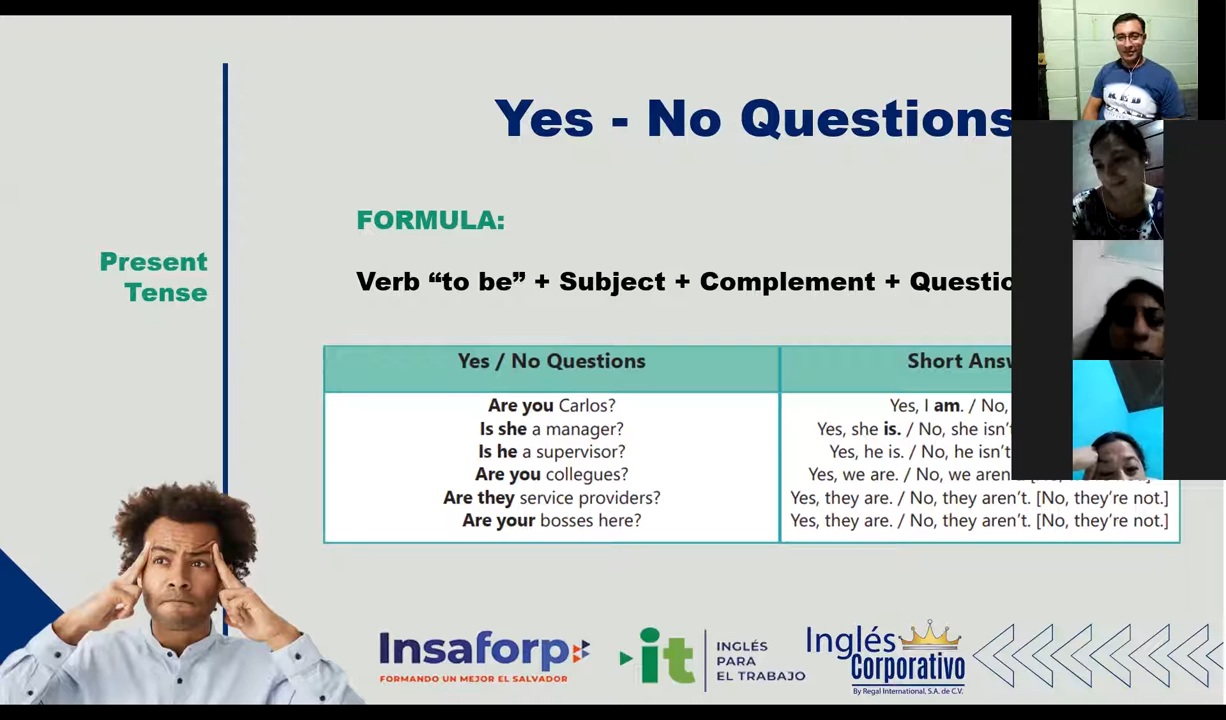 Yes - No Questions
FORMULA:
Present
Tense
Verb “to be” + Subject + Complement + Questio
Yes / No Questions
Short Answ
Are you Carlos?
Yes, I am. / No,
Is she a manager?
Yes, she is. / No, she isn't
Is he a supervisor?
Yes, he is. / No, he isn't
Are you collegues?
Yes, we are. / No, we aren
Are they service providers?
Yes, they are. / No, they aren't. [No, they're not.]
Are your bosses here?
Yes, they are. / No, they aren't. [No, they're not.]
Insaforp
FORMANDO UN MEJOR EL SALVADOR
it
INGLÉS
PARA
EL TRABAJO
Inglés
Corporativo
By Regal International, S.A. de C.V.